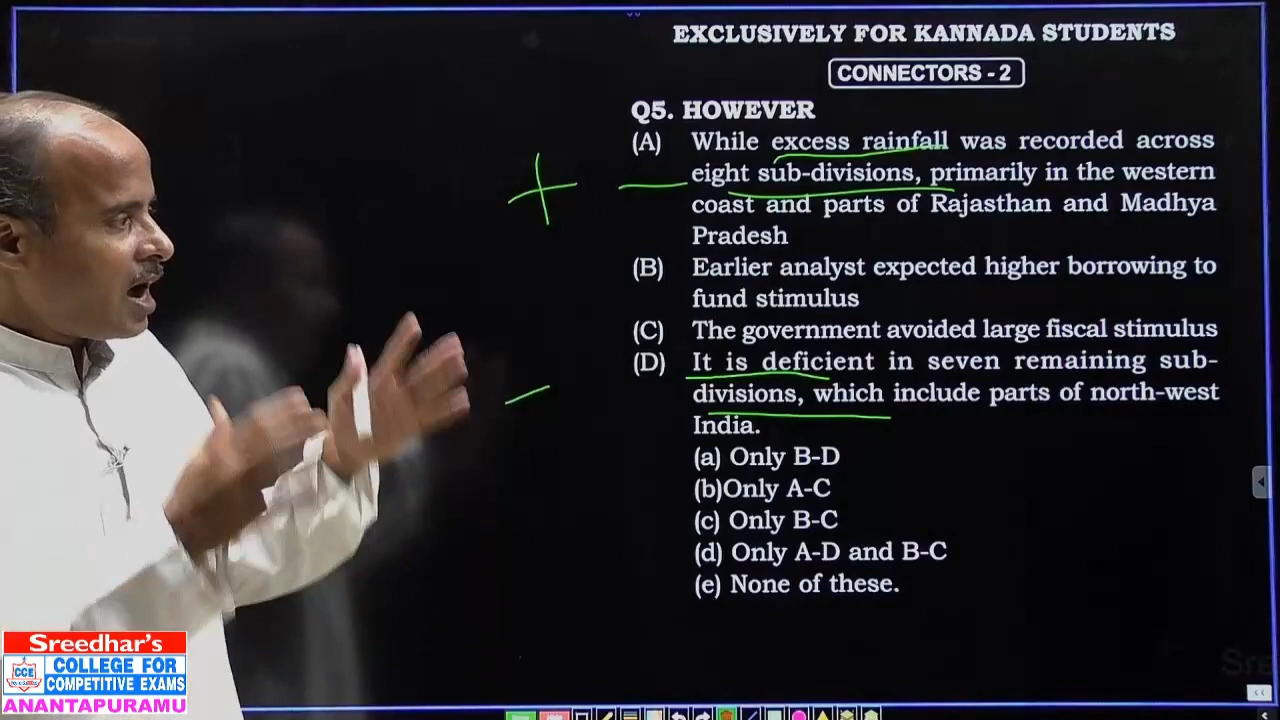 EXCLUSIVELY FOR KANNADA STUDENTS
CONNECTORS - 2
Q5. HOWEVER
(A) While excess rainfall was recorded across
eight sub-divisions, primarily in the western
coast and parts of Rajasthan and Madhya
Pradesh
(B) Earlier analyst expected higher borrowing to
fund stimulus
(C) The government avoided large fiscal stimulus
(D) It is deficient in seven remaining sub-
divisions, which include parts of north-west
India.
(a) Only B-D
(b)Only A-C
(c) Only B-C
(d) Only A-D and B-C
(e) None of these.
Sreedhar's
CCE
COLLEGE FOR
COMPETITIVE EXAMS
ANANTAPURAMU